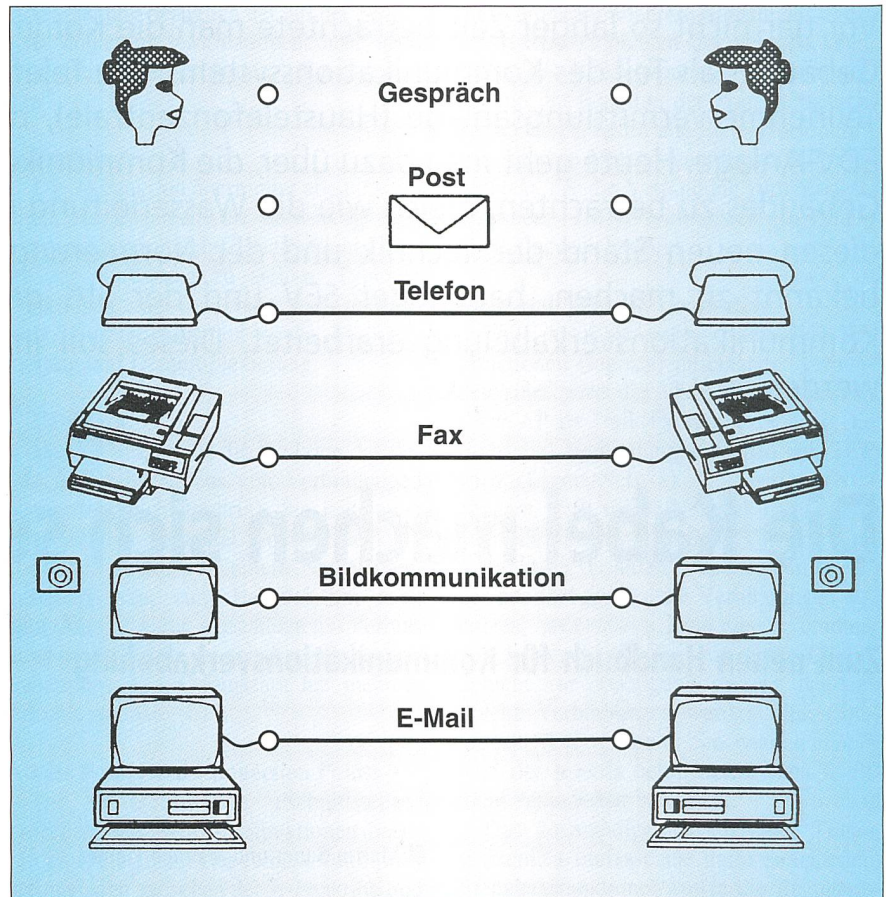 Gespräch
Post
Telefon
Fax
Bildkommunikation
E-Mail